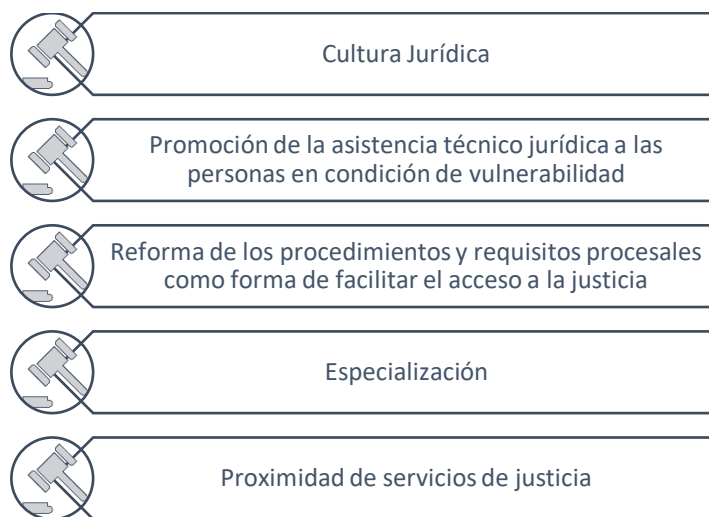 Cultura Jurídica
Promoción de la asistencia técnico jurídica a las
personas en condición de vulnerabilidad
Reforma de los procedimientos y requisitos procesales
como forma de facilitar el acceso a la justicia
Especialización
Proximidad de servicios de justicia